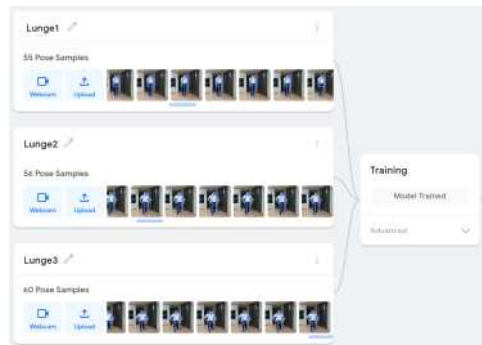 Lunge1
55 Pose Samples
Webcam
Upload
Lunge2
56 Pose Samples
Webcam
Upload
Lunge3
60 Pose Samples
Webcam
Upload
Training
Model Trained
Advanced